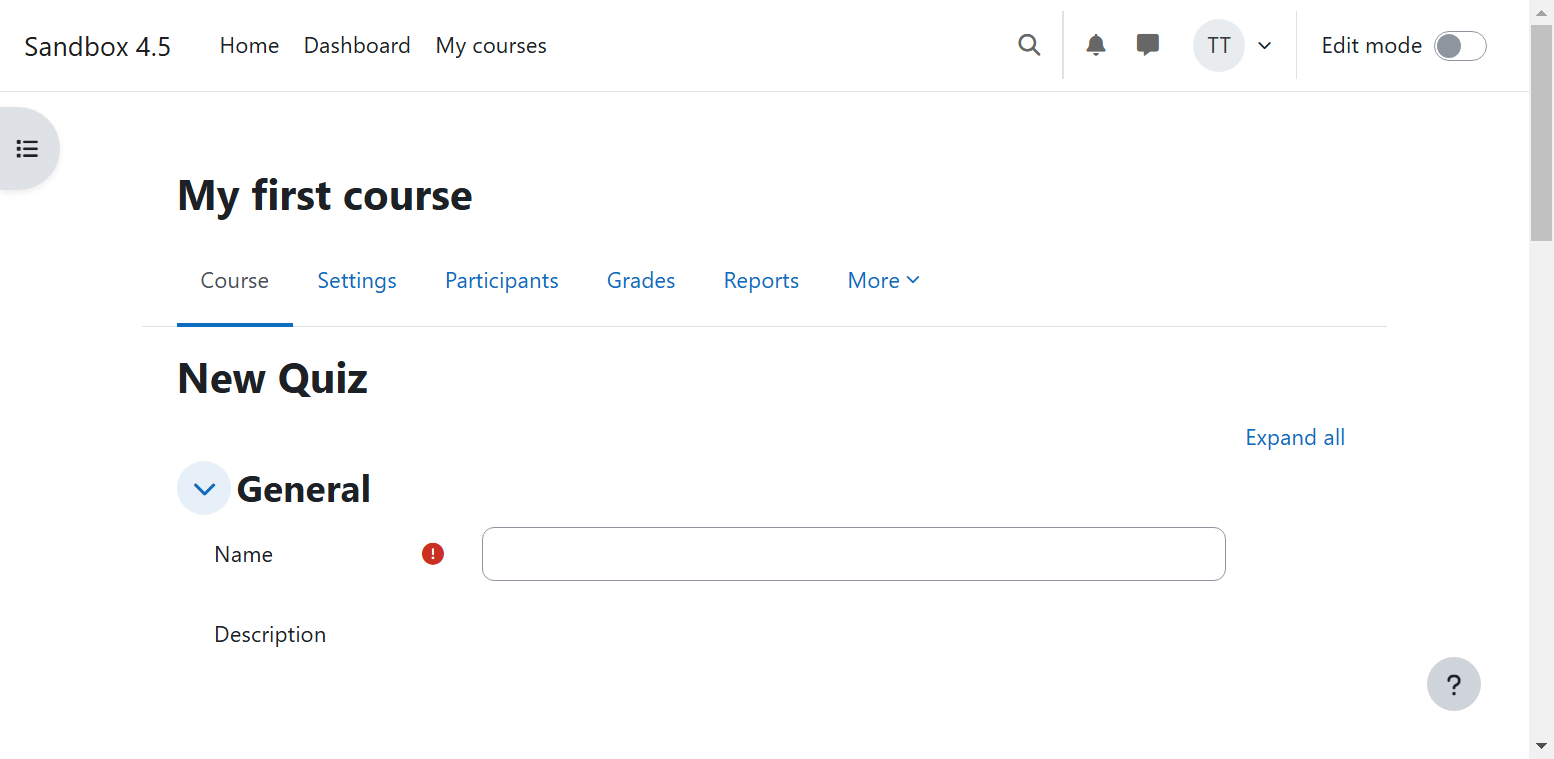 Sandbox 4.5 Home Dashboard My courses TT Edit mode
My first course
Course Settings Participants Grades Reports More
New Quiz
Expand all
General
Name
Description
?